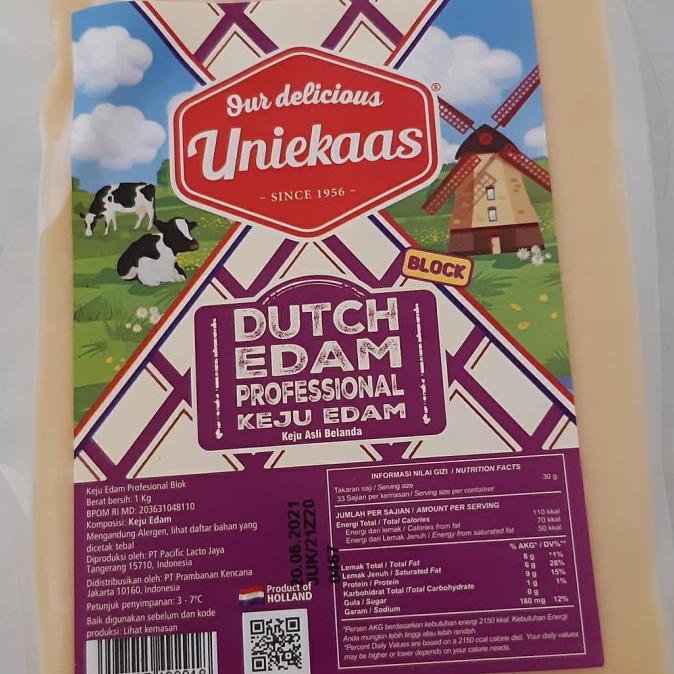 Our delicious
Uniekaas®
- SINCE 1956 -
BLOCK
DUTCH
EDAM
PROFESSIONAL
KEJU EDAM
Keju Asli Belanda
Keju Edam Profesional Blok
Berat bersih: 1 Kg
BPOM RI MD: 203631048110
Komposisi: Keju Edam
Mengandung Alergen, lihat daftar bahan yang
dicetak tebal
Diproduksi oleh: PT Pacific Lacto Jaya
Tangerang 15710, Indonesia
Didistribusikan oleh: PT Prambanan Kencana
Jakarta 10160, Indonesia
Petunjuk penyimpanan: 3 - 7°C
Baik digunakan sebelum dan kode
produksi: Lihat kemasan
20.06.2021
JUK/21Z20
Product of
HOLLAND
INFORMASI NILAI GIZI / NUTRITION FACTS
Takaran saji / Serving size 30 g
33 Sajian per kemasan / Serving size per container
JUMLAH PER SAJIAN / AMOUNT PER SERVING
Energi Total / Total Calories 110 kkal
Energi dari lemak / Calories from fat 70 kkal
Energi dari Lemak Jenuh / Energy from saturated fat 50 kkal
% AKG* / DV%**
Lemak Total / Total Fat 8 g
Lemak Jenuh / Saturated Fat 6 g 28%
Protein / Protein 9 g 15%
Karbohidrat Total /Total Carbohydrate 1 g 1%
Gula / Sugar 0 g
Garam / Sodium 180 mg 12%
*Persen AKG berdasarkan kebutuhan energi 2150 kkal. Kebutuhan Energi
Anda mungkin lebih tinggi atau lebih rendah.
*Percent Daily Values are based on a 2150 calorie diet. Your daily values
may be higher or lower depends on your calorie needs.